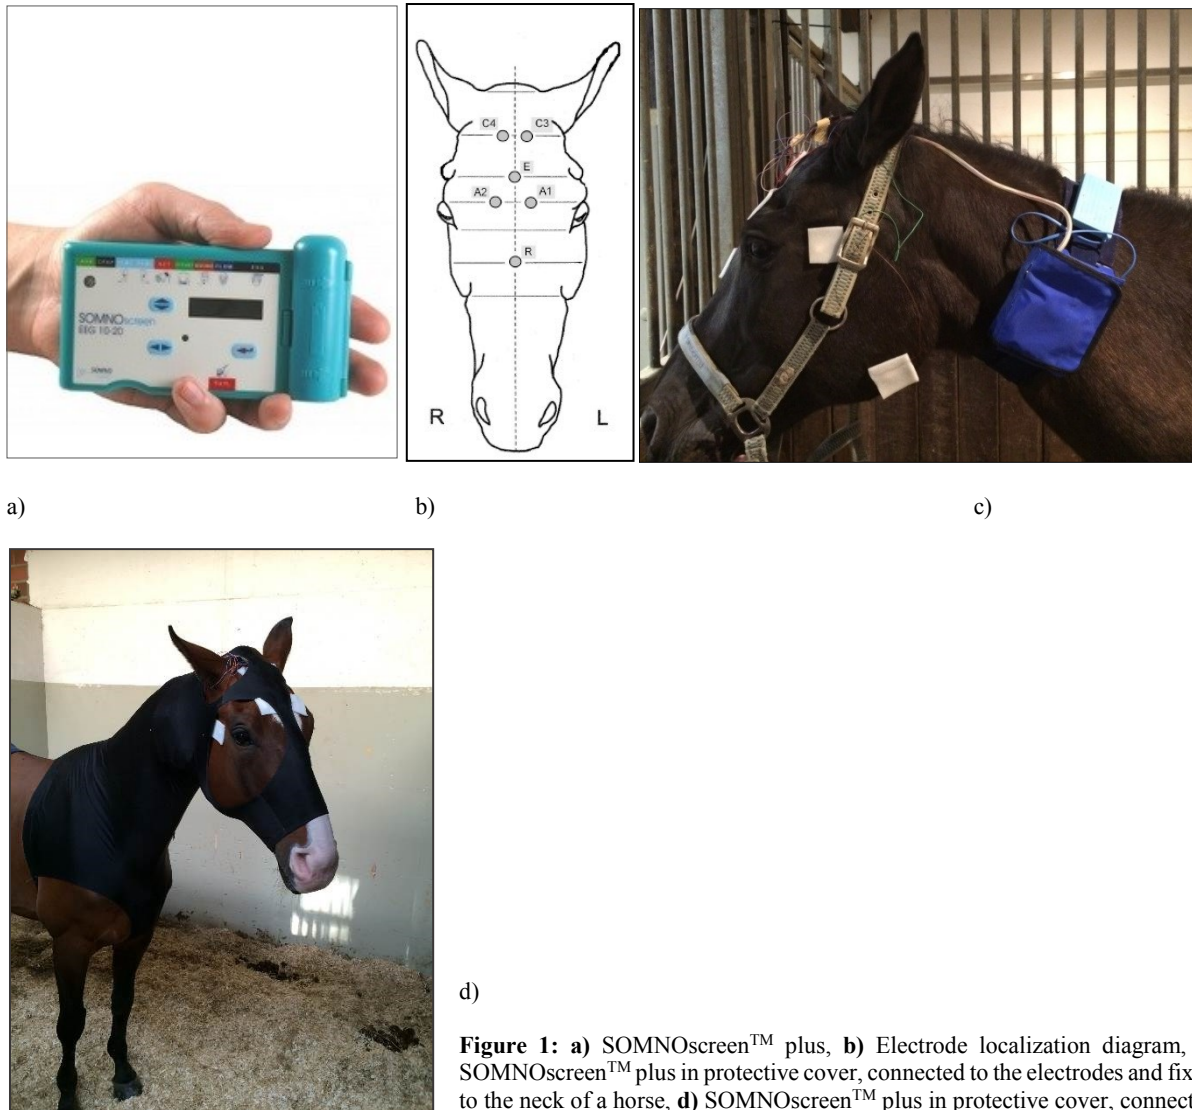 SOMNOscreen
EEG 10-20
C4 C3
E
A2 A1
R
R L
a) b) c)
d)
Figure 1: a) SOMNOscreen™ plus, b) Electrode localization diagram,
SOMNOscreen™ plus in protective cover, connected to the electrodes and fix
to the neck of a horse, d) SOMNOscreen™ plus in protective cover, connect